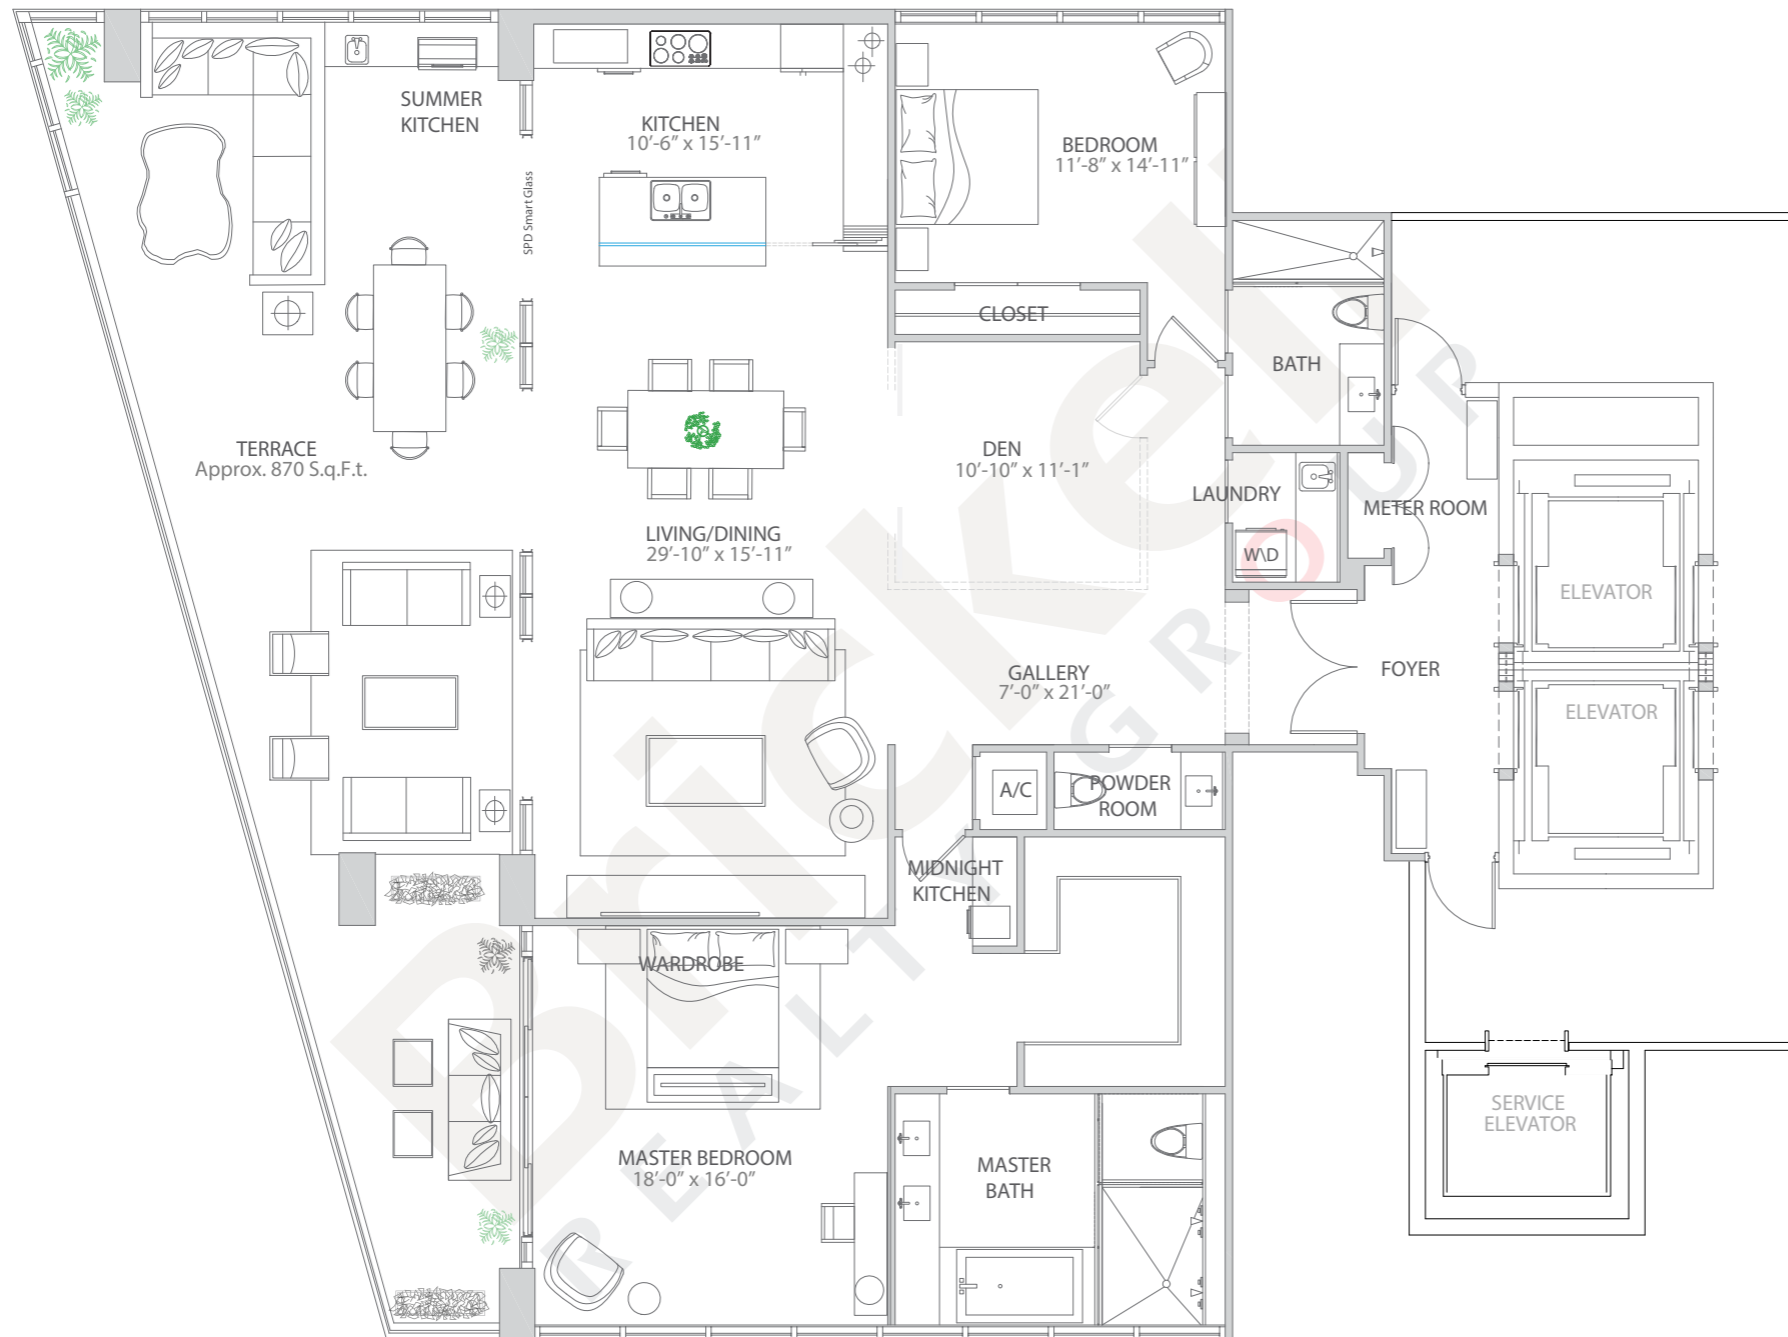 SUMMER
KITCHEN
KITCHEN
10'-6" x 15'-11"
BEDROOM
11'-8" x 14'-11"
SPD Smart Glass
CLOSET
BATH
TERRACE
Approx. 870 S.q.F.t.
DEN
10'-10" x 11'-1"
LAUNDRY
METER ROOM
W\D
LIVING/DINING
29'-10" x 15'-11"
ELEVATOR
GALLERY
7'-0" x 21'-0"
FOYER
ELEVATOR
A/C
POWDER
ROOM
MIDNIGHT
KITCHEN
WARDROBE
MASTER BEDROOM
18'-0" x 16'-0"
MASTER
BATH
SERVICE
ELEVATOR
Brickell
REALTY GROUP